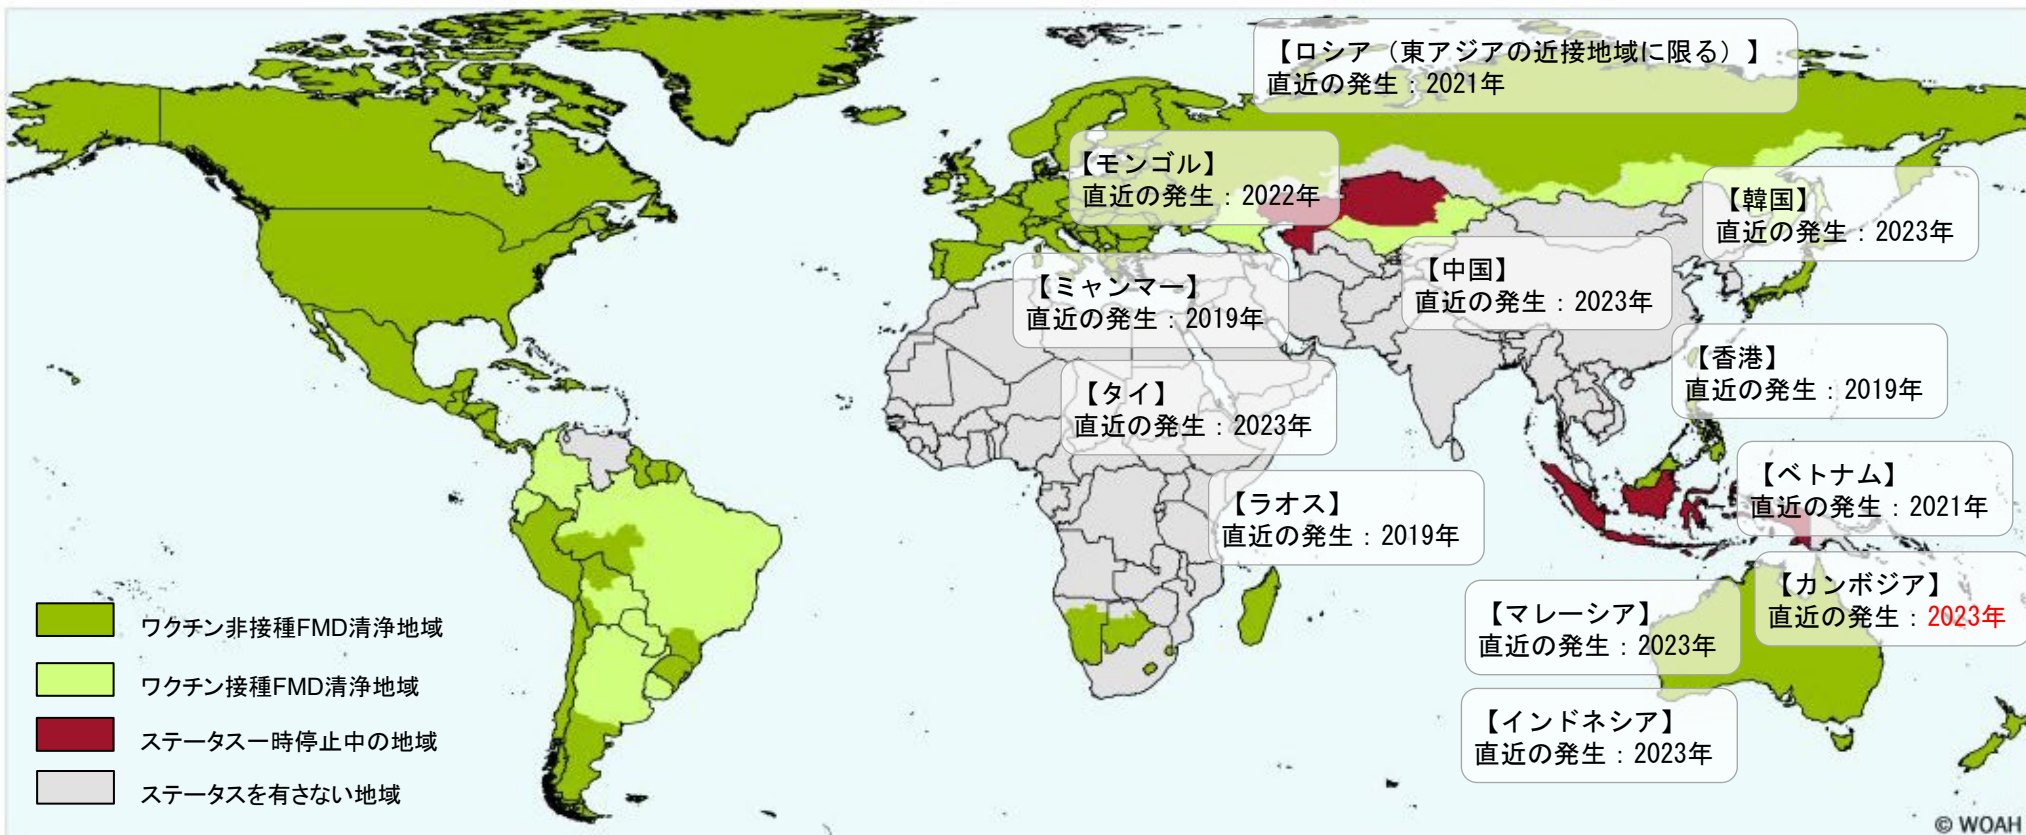 【ロシア（東アジアの近接地域に限る）】
直近の発生：2021年
【モンゴル】
直近の発生：2022年
【韓国】
直近の発生：2023年
【中国】
直近の発生：2023年
【ミャンマー】
直近の発生：2019年
【香港】
直近の発生：2019年
【タイ】
直近の発生：2023年
【ベトナム】
直近の発生：2021年
【ラオス】
直近の発生：2019年
【カンボジア】
直近の発生：2023年
【マレーシア】
直近の発生：2023年
【インドネシア】
直近の発生：2023年
ワクチン非接種FMD清浄地域
ワクチン接種FMD清浄地域
ステータス一時停止中の地域
ステータスを有さない地域
© WOAH